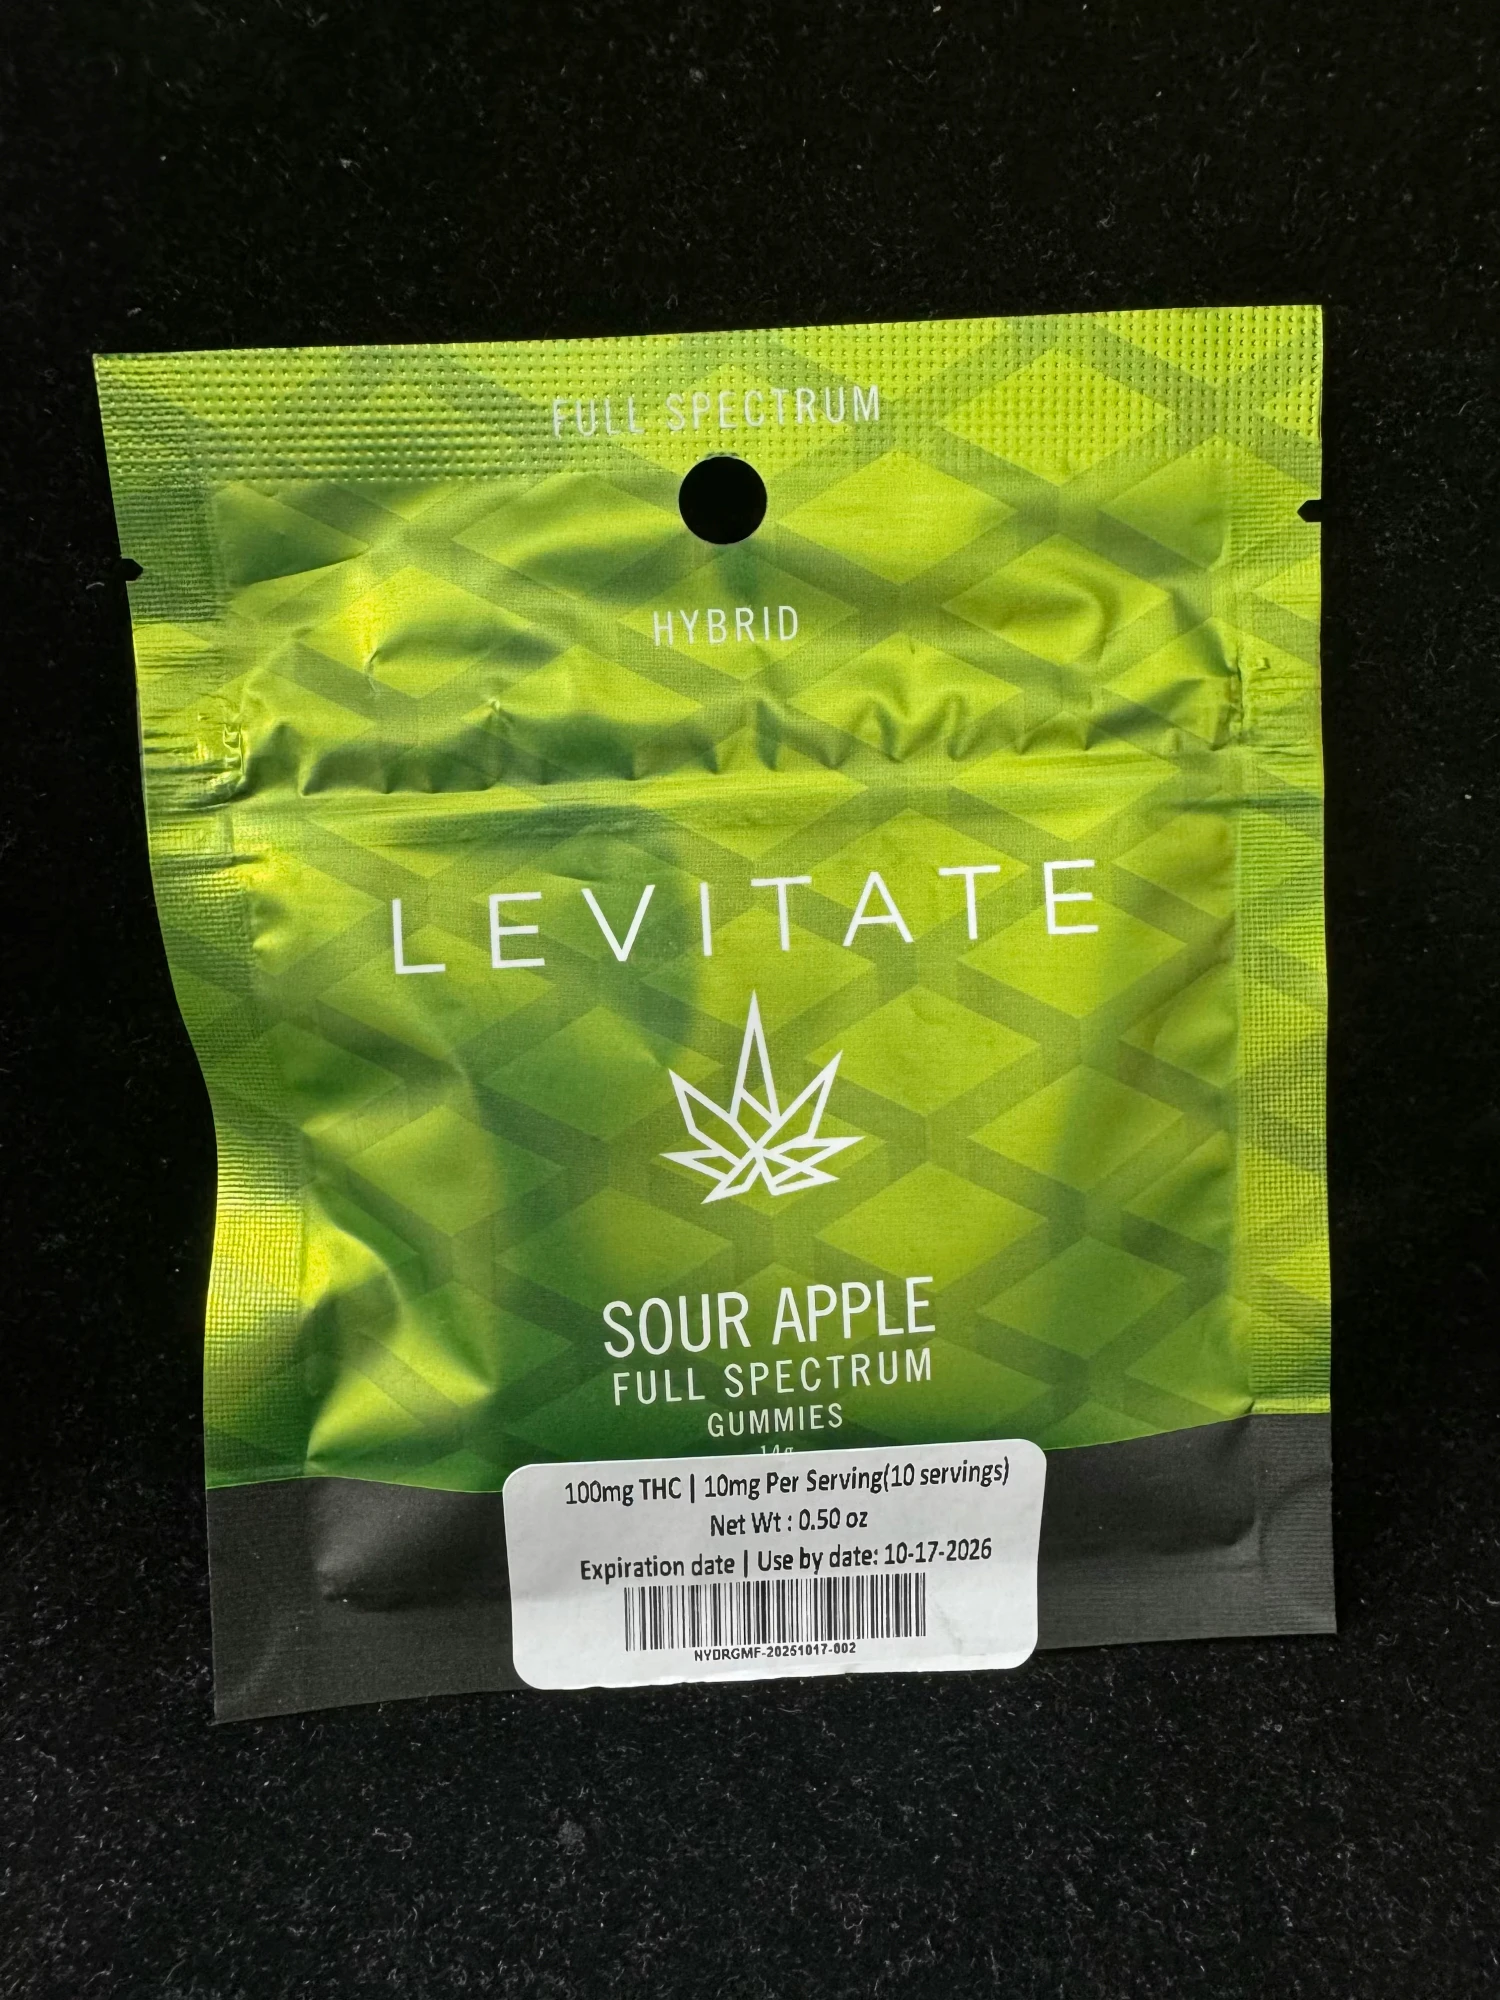 FULL SPECTRUM
HYBRID
LEVITATE
SOUR APPLE
FULL SPECTRUM
GUMMIES
14g
100mg THC | 10mg Per Serving(10 servings)
Net Wt : 0.50 oz
Expiration date | Use by date: 10-17-2026
NYDRGMF-20251017-002